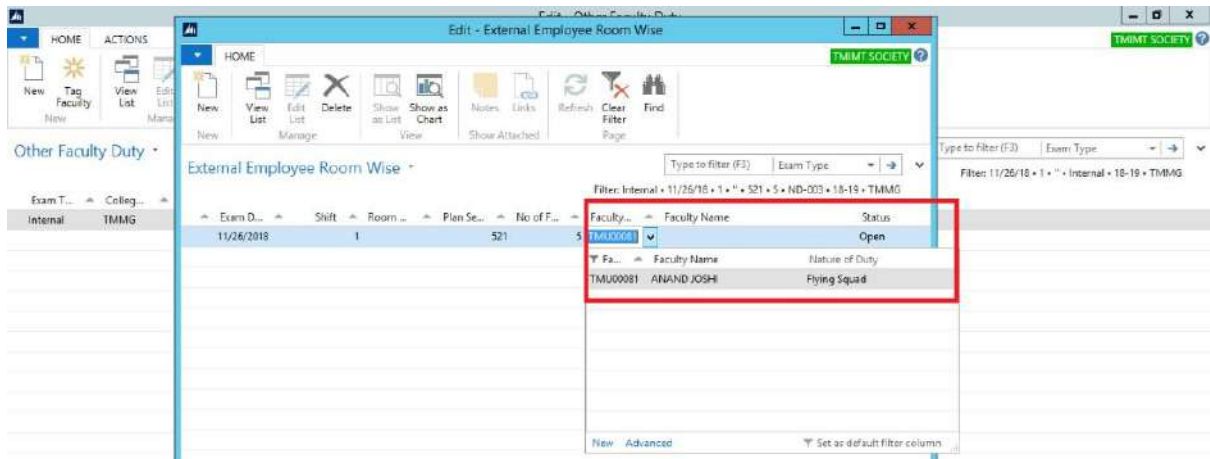 Edit - Other Faculty Duty
Edit - External Employee Room Wise
HOME ACTIONS
HOME
TMIMT SOCIETY
TMIMT SOCIETY
New Tag Faculty View List
New
New View List Edit List Delete Show as List Show as Chart Notes Links Refresh Clear Filter Find
New Manage View Show Attached Page
Other Faculty Duty
External Employee Room Wise
Type to filter (F3) Exam Type
Type to filter (F3) Exam Type
Filter: Internal • 11/26/18 • 1 • '' • 521 • 5 • ND-003 • 18-19 • TMMG
Filter: 11/26/18 • 1 • '' • Internal • 18-19 • TMMG
Exam T... Colleg...
Internal TMMG
Exam D... Shift Room ... Plan Se... No of F... Faculty... Faculty Name Status
11/26/2018 1 521 5 TMU00081 Open
Fa... Faculty Name Nature of Duty
TMU00081 ANAND JOSHI Flying Squad
New Advanced Set as default filter column